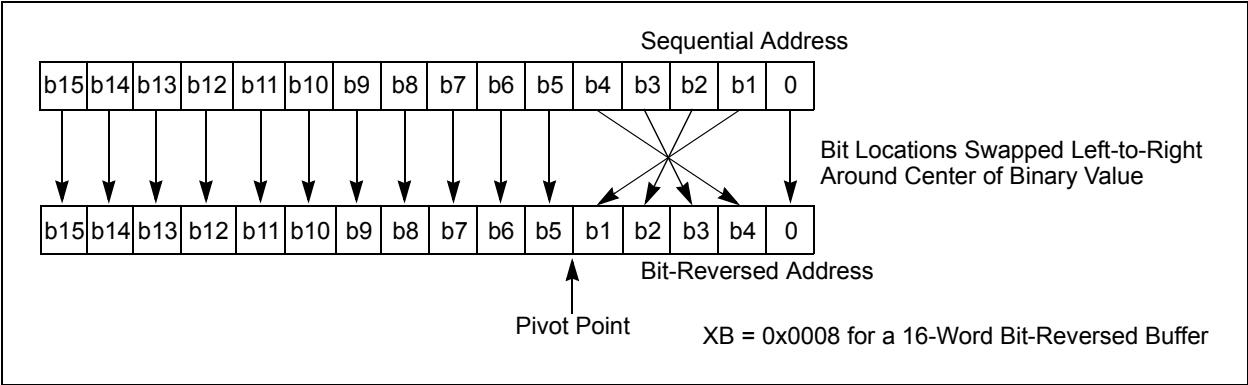 Sequential Address
b15 b14 b13 b12 b11 b10 b9 b8 b7 b6 b5 b4 b3 b2 b1 0
Bit Locations Swapped Left-to-Right
Around Center of Binary Value
b15 b14 b13 b12 b11 b10 b9 b8 b7 b6 b5 b1 b2 b3 b4 0
Bit-Reversed Address
Pivot Point
XB = 0x0008 for a 16-Word Bit-Reversed Buffer